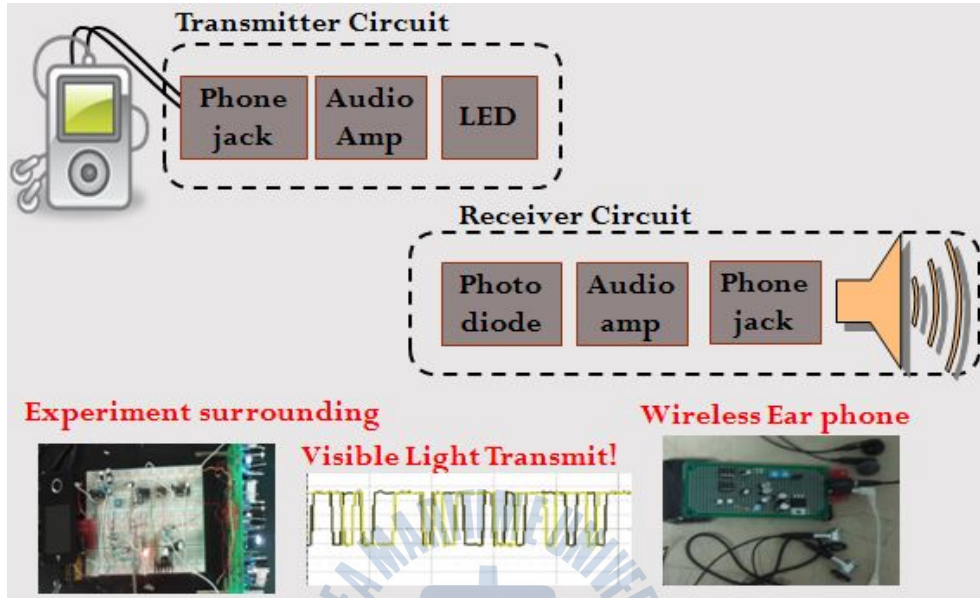 Transmitter Circuit
Phone
jack
Audio
Amp
LED
Receiver Circuit
Photo
diode
Audio
amp
Phone
jack
Experiment surrounding
Visible Light Transmit!
Wireless Ear phone